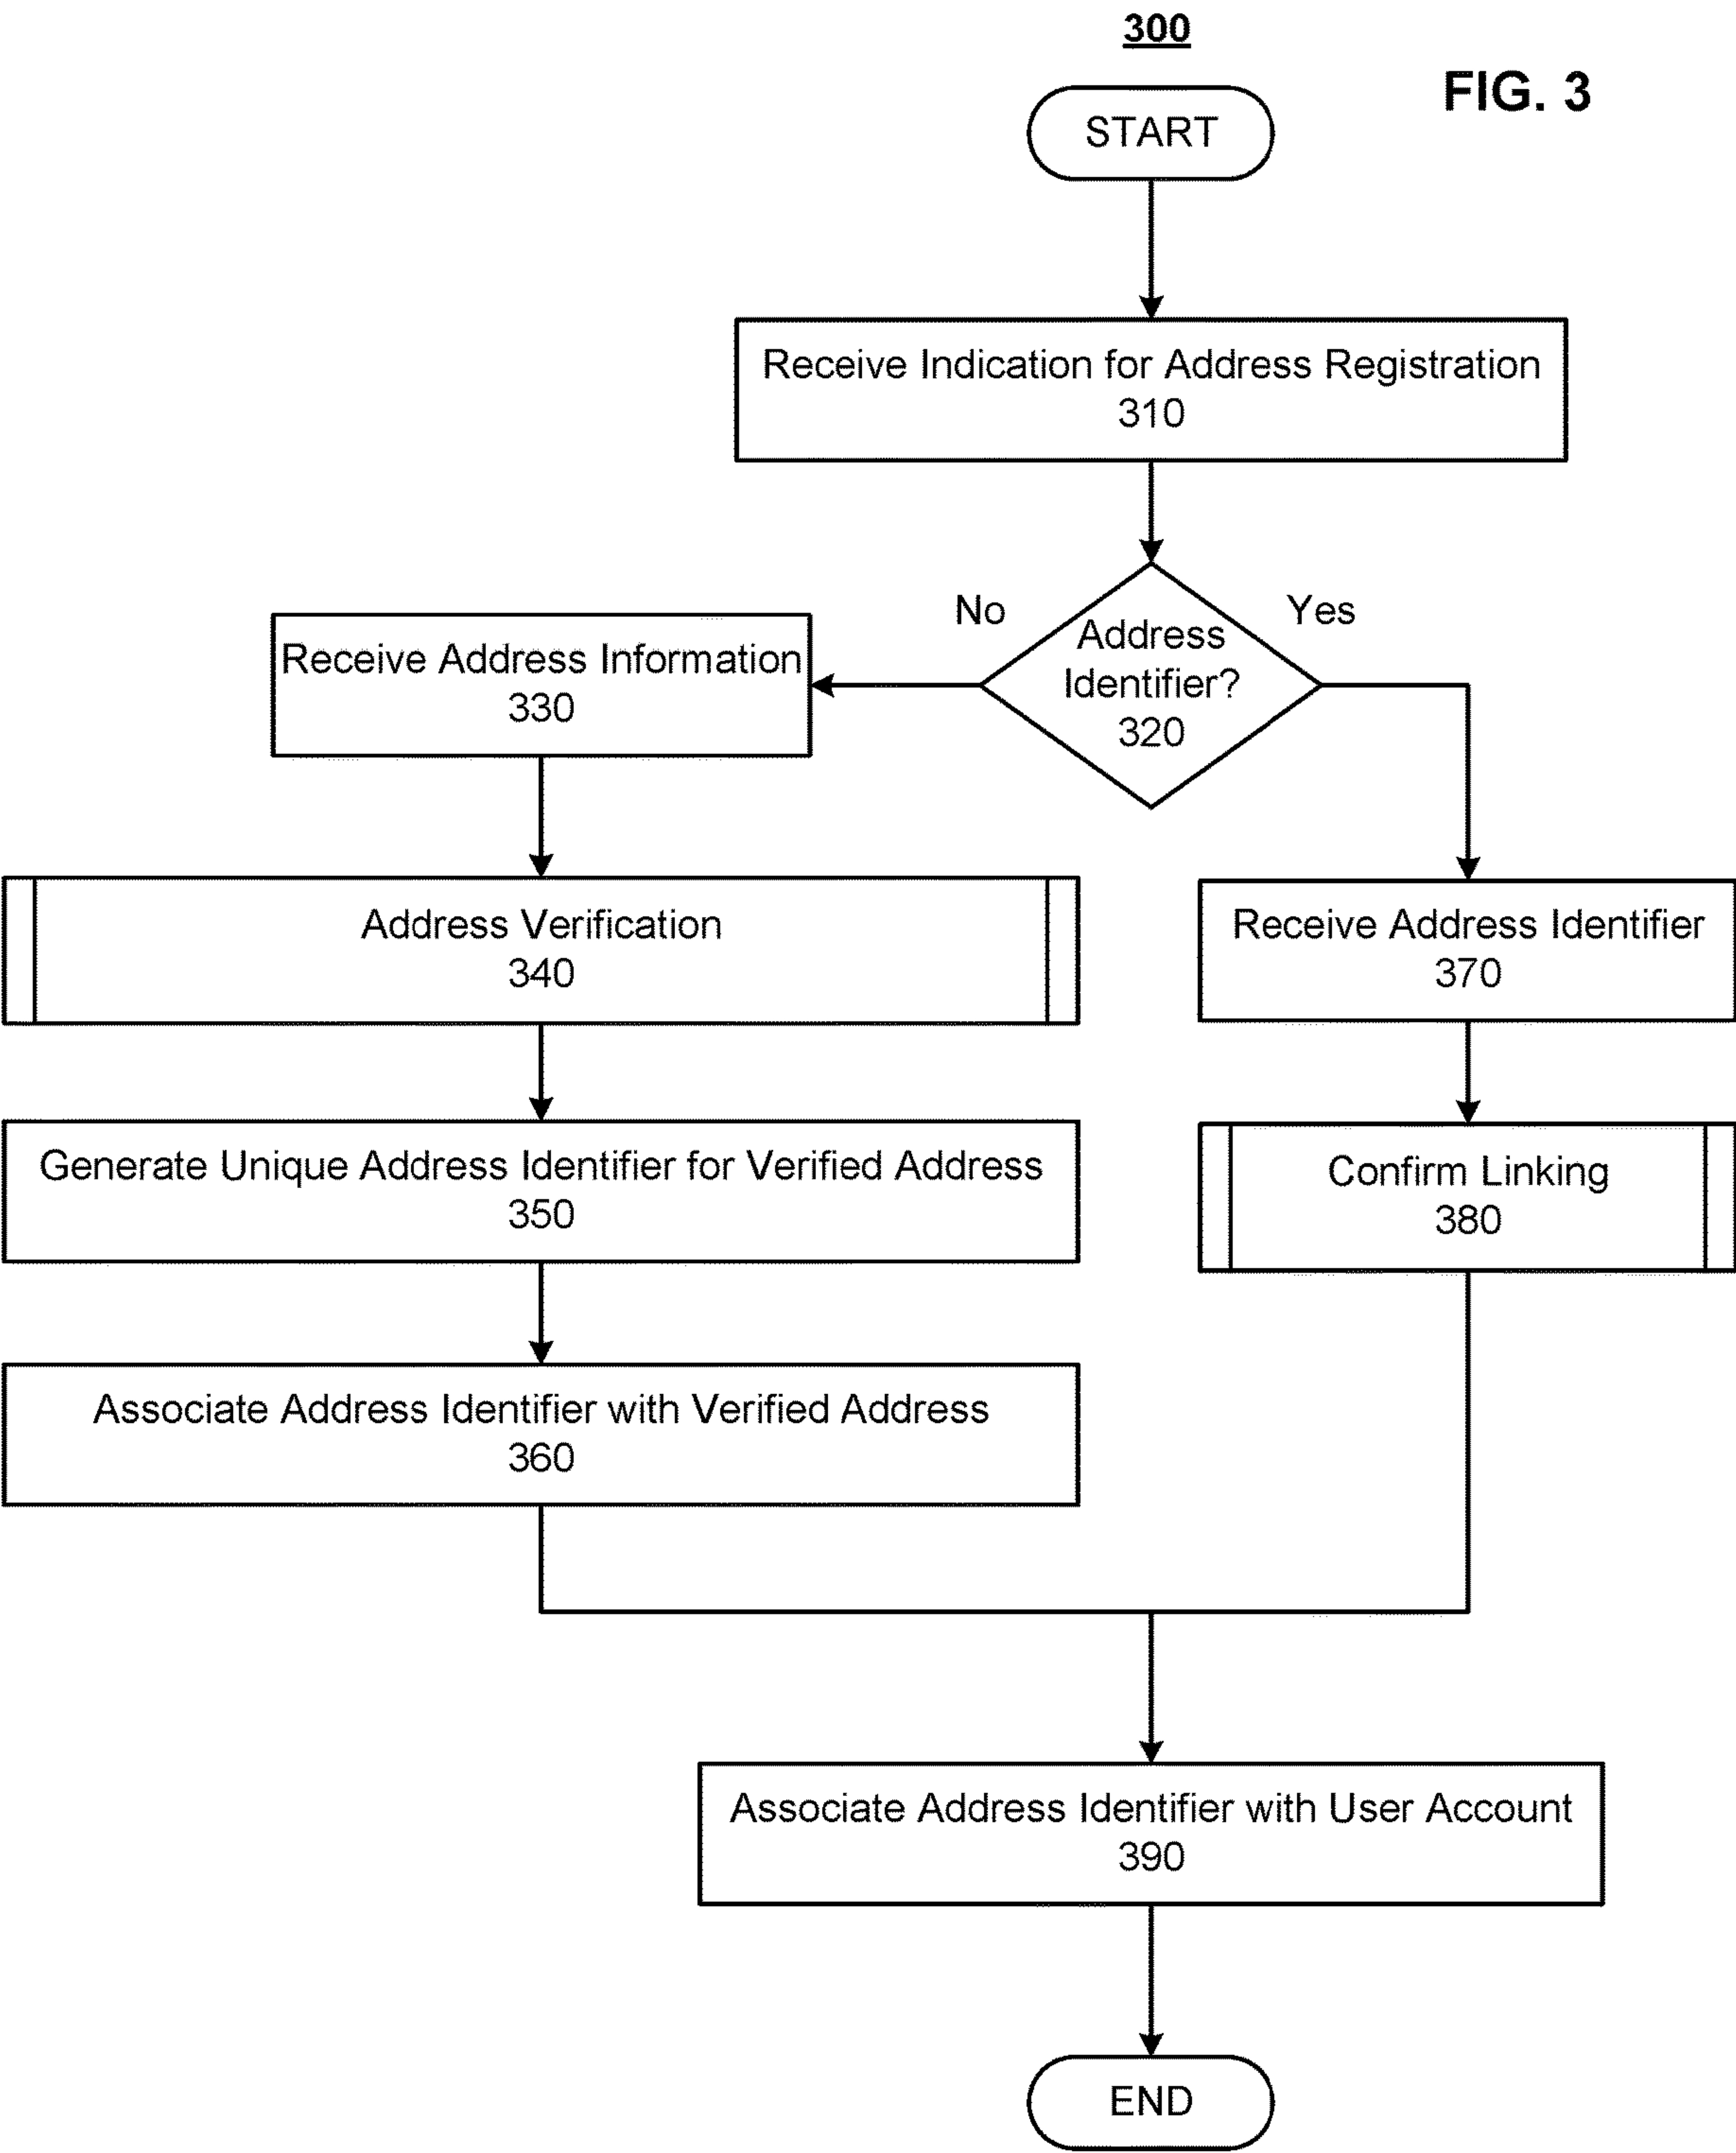 300
FIG. 3
START
Receive Indication for Address Registration
310
No
Yes
Address
Identifier?
320
Receive Address Information
330
Address Verification
340
Receive Address Identifier
370
Generate Unique Address Identifier for Verified Address
350
Confirm Linking
380
Associate Address Identifier with Verified Address
360
Associate Address Identifier with User Account
390
END